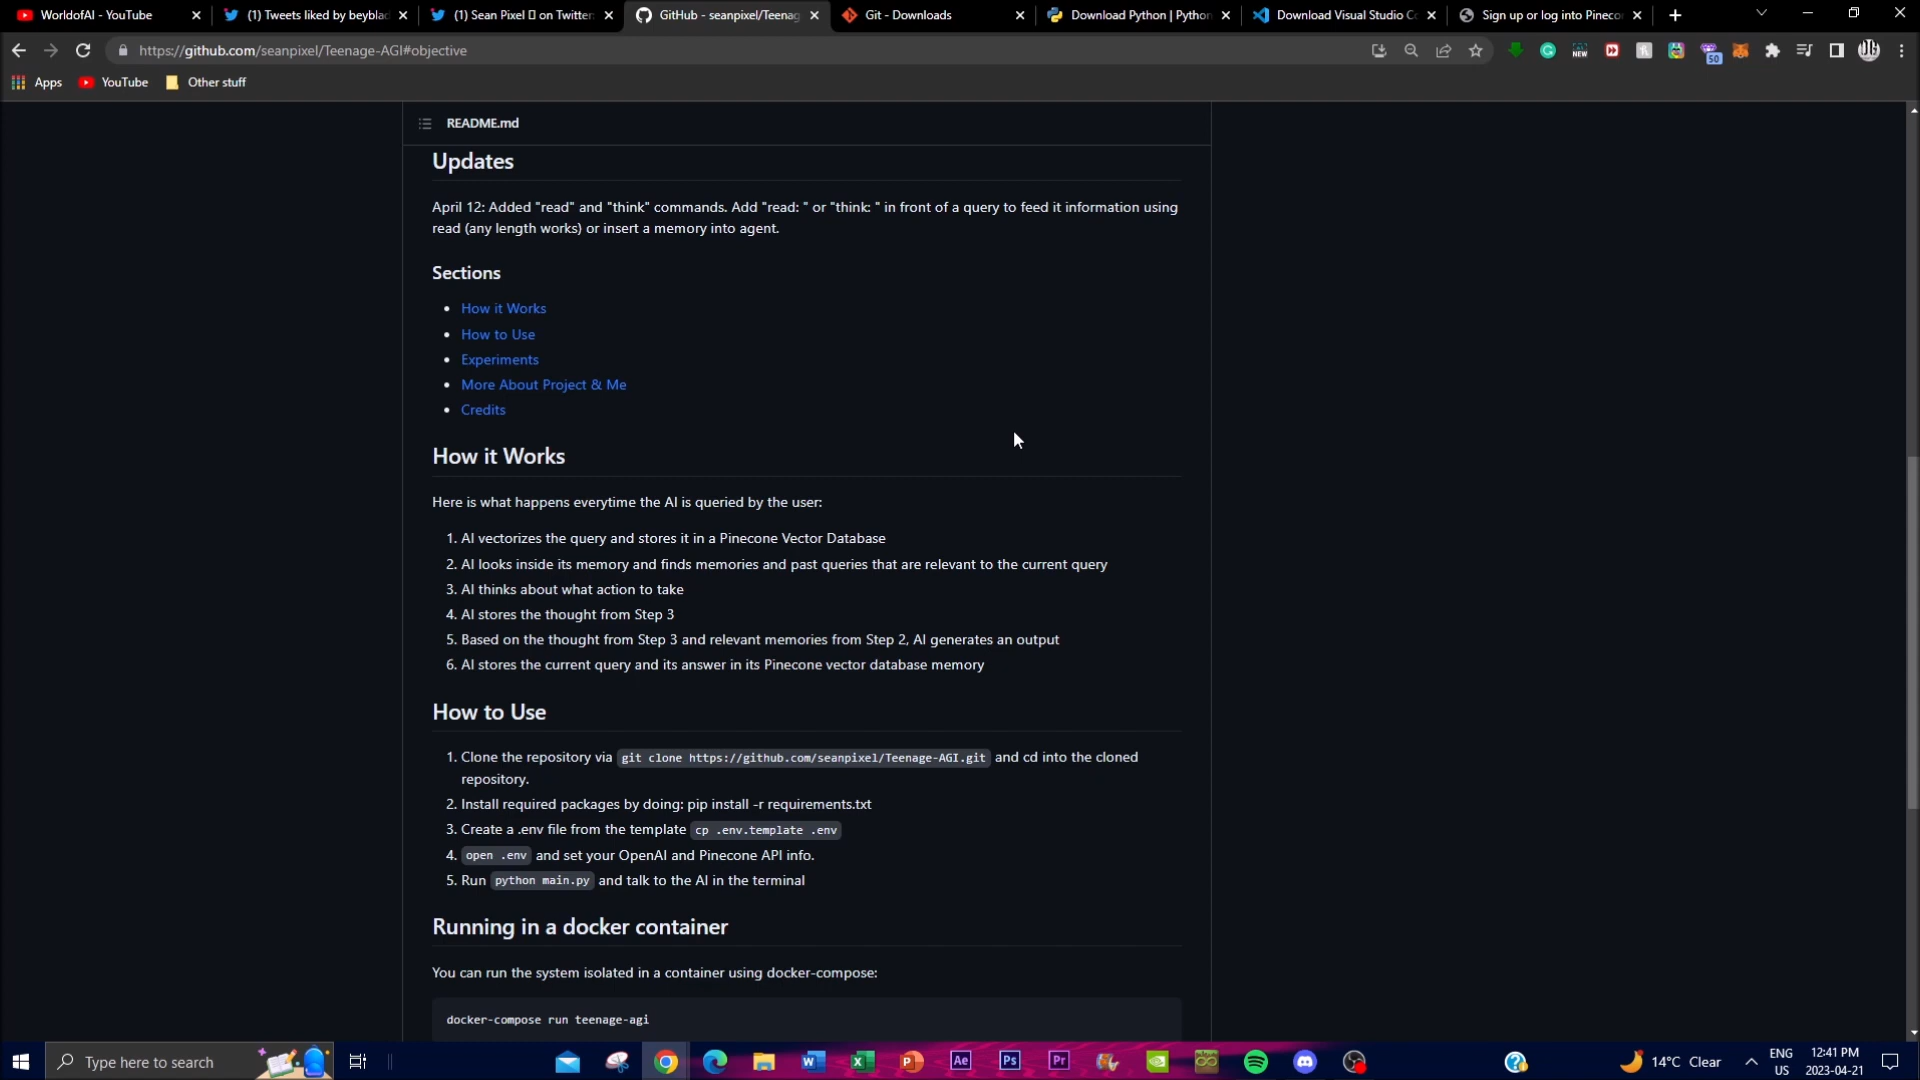 WorldofAI - YouTube
(1) Tweets liked by beyblad
(1) Sean Pixel on Twitter:
GitHub - seanpixel/Teenag
Git - Downloads
Download Python | Python
Download Visual Studio Co
Sign up or log into Pineco
https://github.com/seanpixel/Teenage-AGI#objective
NEW
50
Apps
YouTube
Other stuff
README.md
Updates
April 12: Added "read" and "think" commands. Add "read: " or "think: " in front of a query to feed it information using
read (any length works) or insert a memory into agent.
Sections
How it Works
How to Use
Experiments
More About Project & Me
Credits
How it Works
Here is what happens everytime the AI is queried by the user:
1. AI vectorizes the query and stores it in a Pinecone Vector Database
2. AI looks inside its memory and finds memories and past queries that are relevant to the current query
3. AI thinks about what action to take
4. AI stores the thought from Step 3
5. Based on the thought from Step 3 and relevant memories from Step 2, AI generates an output
6. AI stores the current query and its answer in its Pinecone vector database memory
How to Use
1. Clone the repository via git clone https://github.com/seanpixel/Teenage-AGI.git and cd into the cloned
repository.
2. Install required packages by doing: pip install -r requirements.txt
3. Create a .env file from the template cp .env.template .env
4. open .env and set your OpenAI and Pinecone API info.
5. Run python main.py and talk to the AI in the terminal
Running in a docker container
You can run the system isolated in a container using docker-compose:
docker-compose run teenage-agi
Type here to search
Ae
Ps
Pr
14°C Clear
ENG
US
12:41 PM
2023-04-21